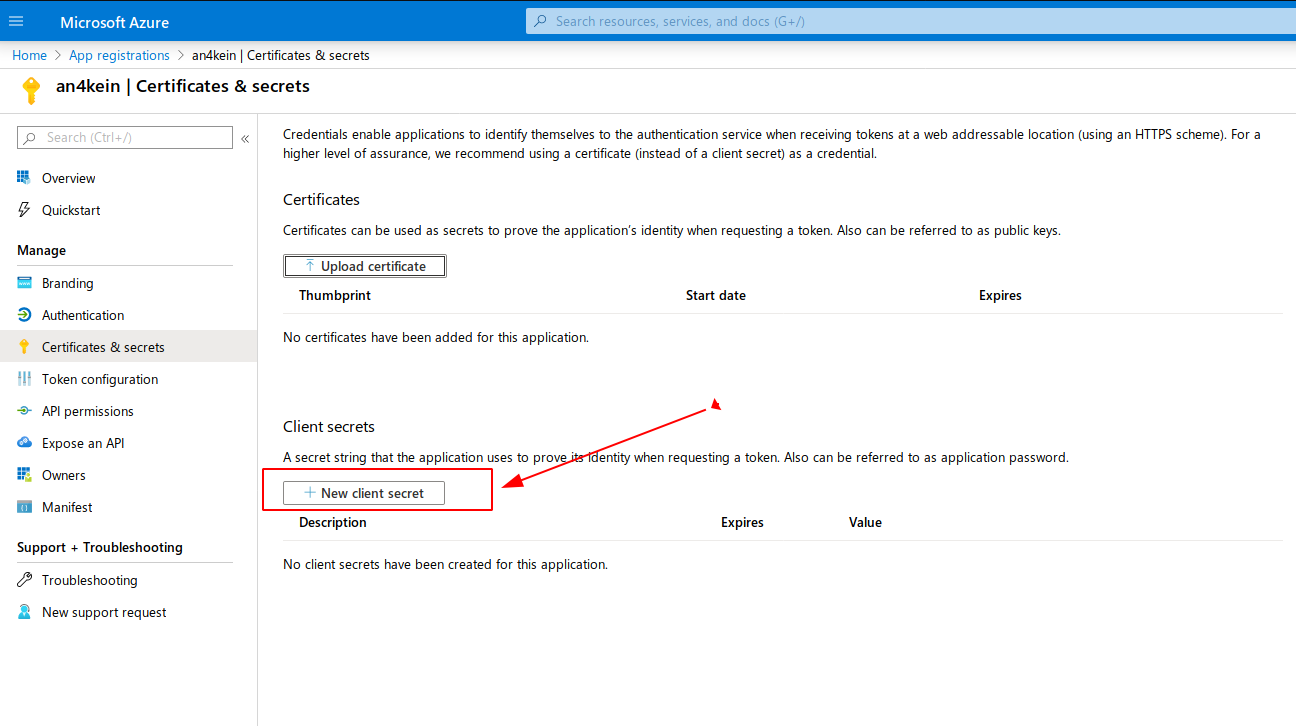 Microsoft Azure
Search resources, services, and docs (G+/)
Home > App registrations > an4kein | Certificates & secrets
an4kein | Certificates & secrets
Search (Ctrl+/)
«
Overview
Quickstart
Manage
Branding
Authentication
Certificates & secrets
Token configuration
API permissions
Expose an API
Owners
Manifest
Support + Troubleshooting
Troubleshooting
New support request
Credentials enable applications to identify themselves to the authentication service when receiving tokens at a web addressable location (using an HTTPS scheme). For a
higher level of assurance, we recommend using a certificate (instead of a client secret) as a credential.
Certificates
Certificates can be used as secrets to prove the application's identity when requesting a token. Also can be referred to as public keys.
Upload certificate
Thumbprint Start date Expires
No certificates have been added for this application.
Client secrets
A secret string that the application uses to prove its identity when requesting a token. Also can be referred to as application password.
+ New client secret
Description Expires Value
No client secrets have been created for this application.